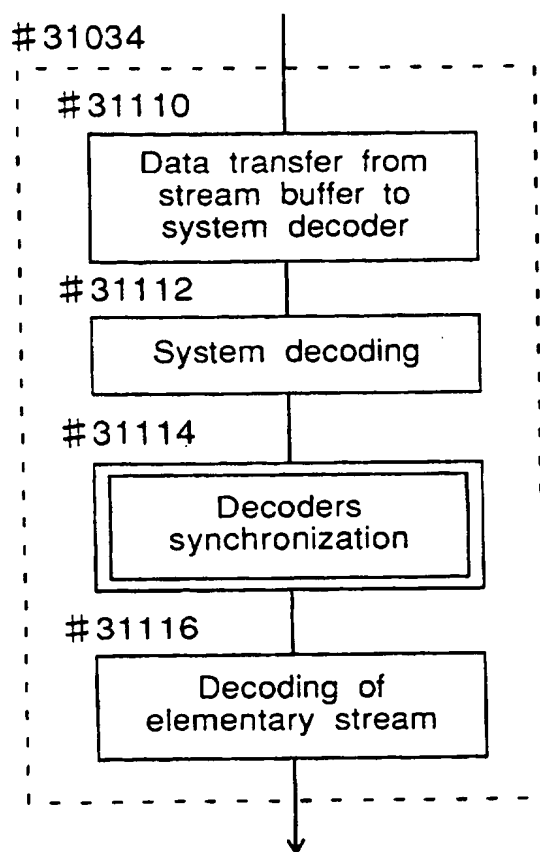 #31034
#31110
Data transfer from
stream buffer to
system decoder
#31112
System decoding
#31114
Decoders
synchronization
#31116
Decoding of
elementary stream